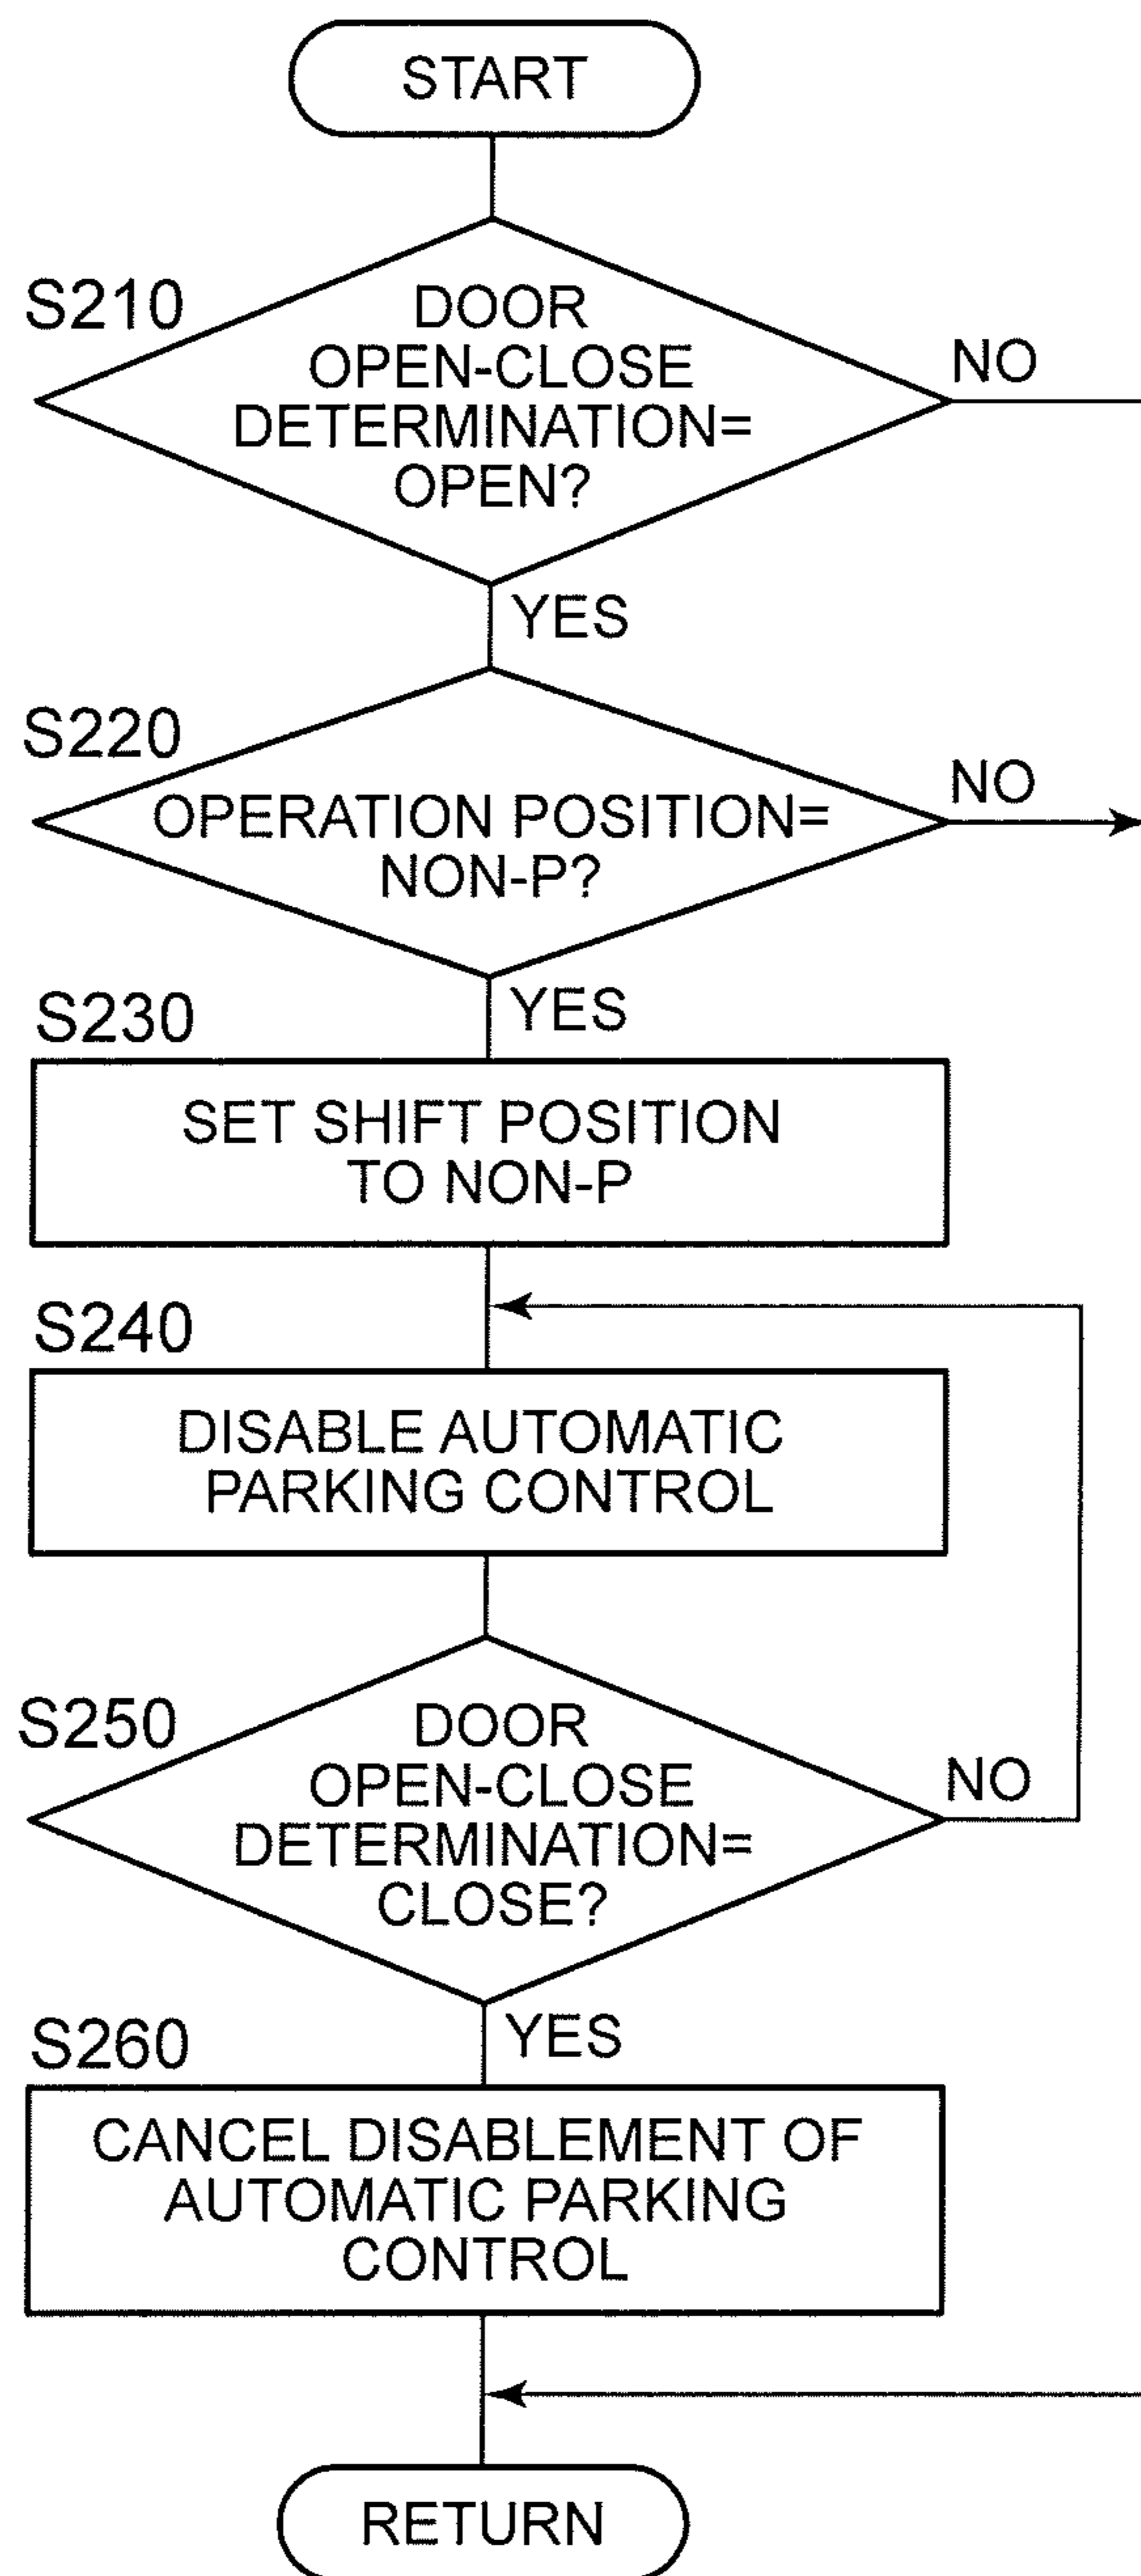 START
S210
DOOR
OPEN-CLOSE
DETERMINATION=
OPEN?
NO
YES
S220
OPERATION POSITION=
NON-P?
NO
YES
S230
SET SHIFT POSITION
TO NON-P
S240
DISABLE AUTOMATIC
PARKING CONTROL
S250
DOOR
OPEN-CLOSE
DETERMINATION=
CLOSE?
NO
YES
S260
CANCEL DISABLEMENT OF
AUTOMATIC PARKING
CONTROL
RETURN